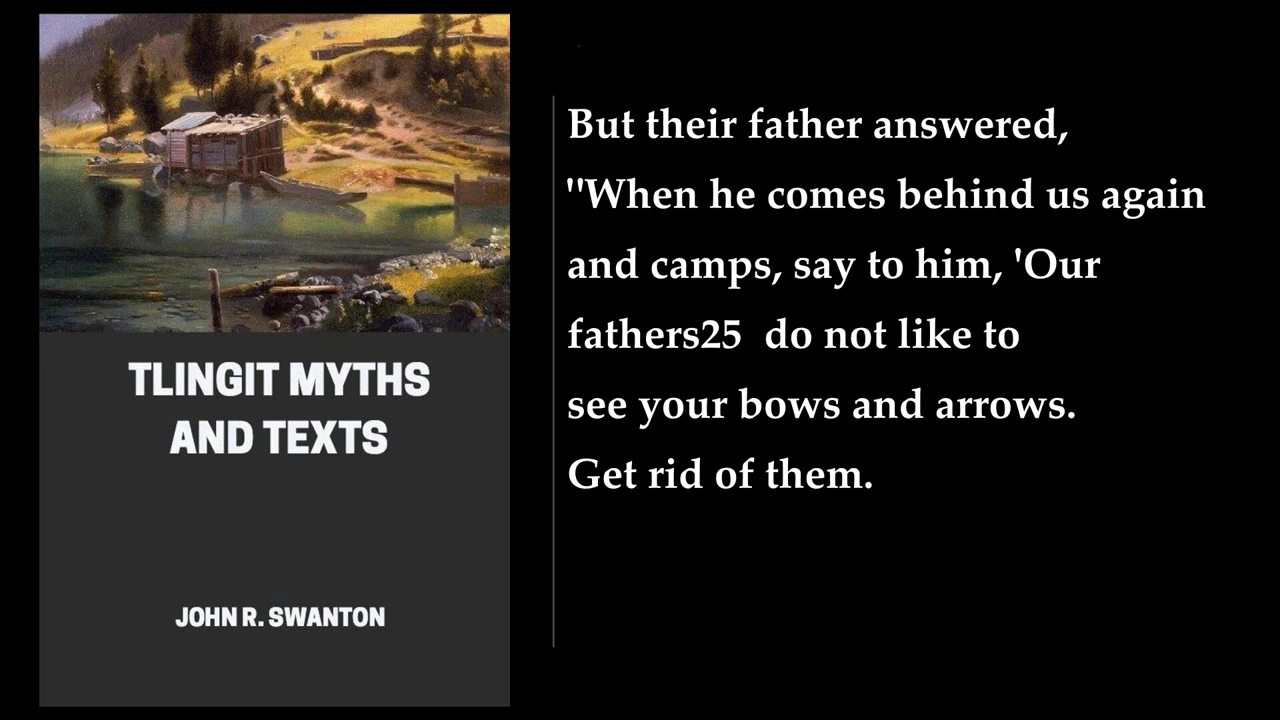 TLINGIT MYTHS
AND TEXTS
JOHN R. SWANTON
But their father answered,
"When he comes behind us again
and camps, say to him, 'Our
fathers25  do not like to
see your bows and arrows.
Get rid of them.